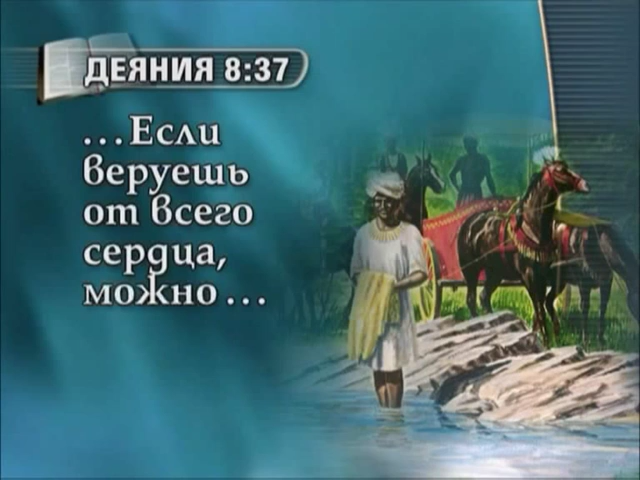 ДЕЯНИЯ 8:37
...Если
веруешь
от всего
сердца,
можно...